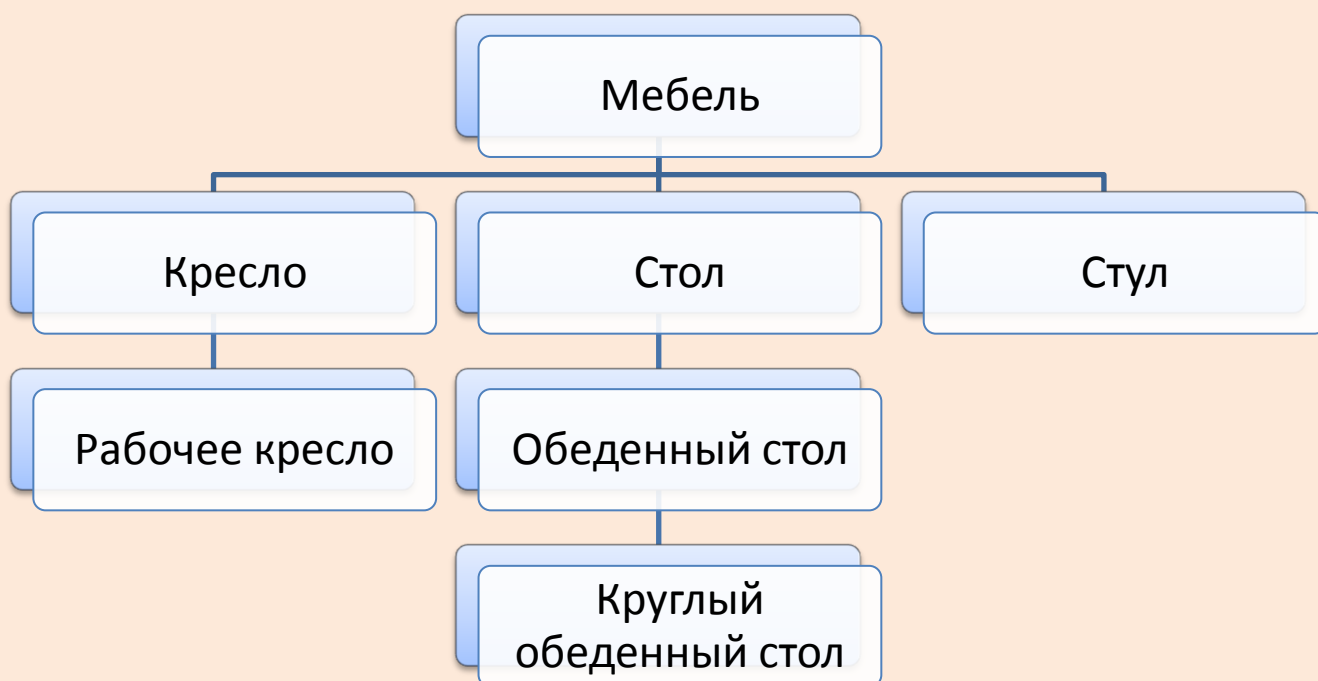 Мебель
Кресло
Стол
Стул
Рабочее кресло
Обеденный стол
Круглый
обеденный стол